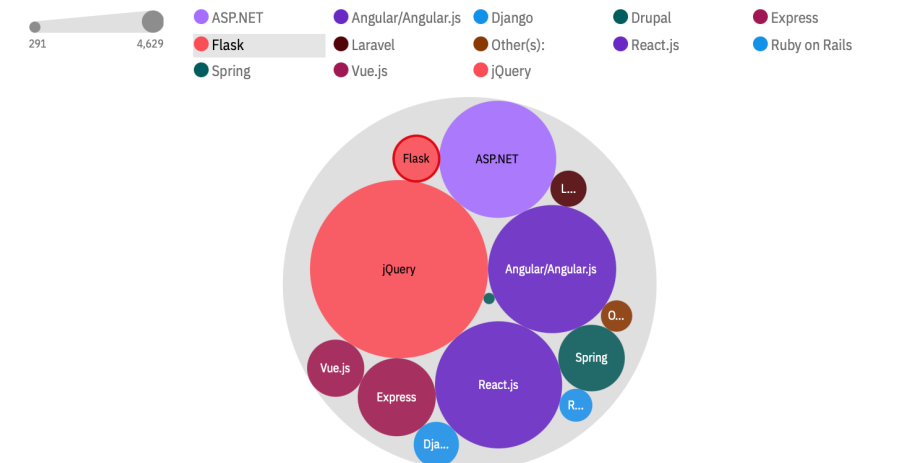 291 4,629
ASP.NET Angular/Angular.js Django Drupal Express
Flask Laravel Other(s): React.js Ruby on Rails
Spring Vue.js jQuery
Flask ASP.NET
L...
jQuery Angular/Angular.js
O...
Vue.js Spring
React.js
Express R...
Dja...